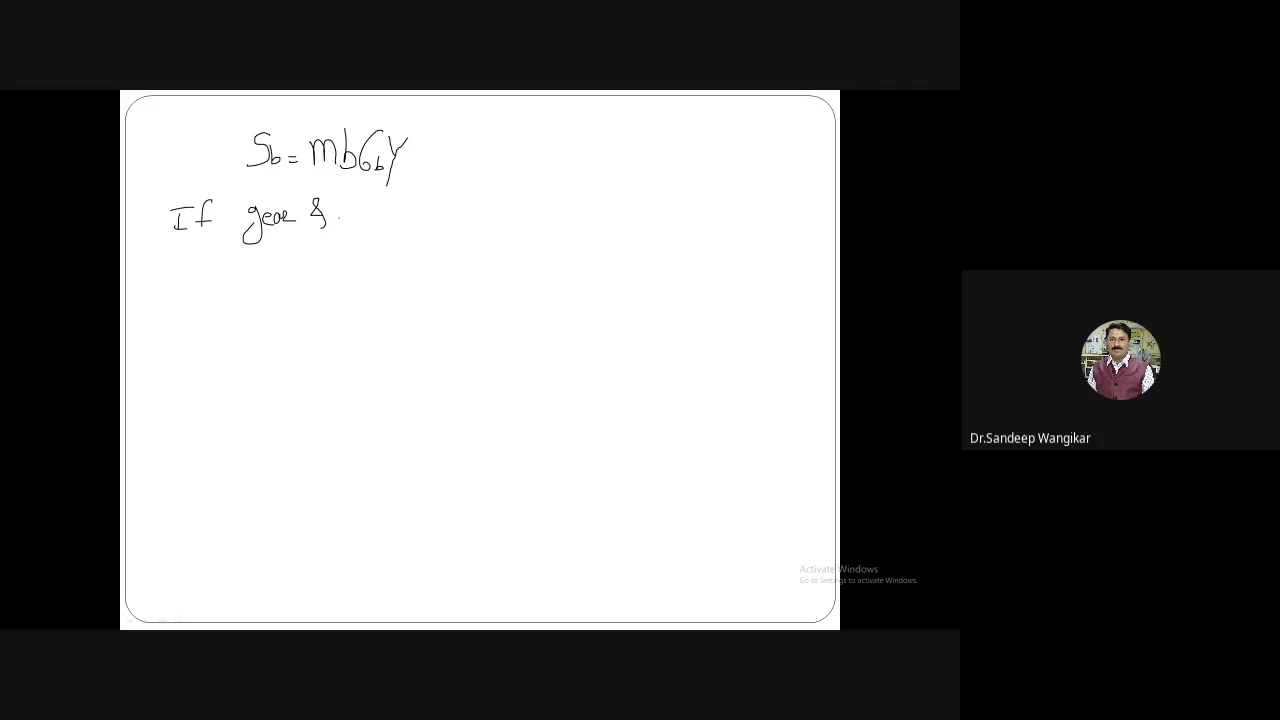 Sb = mbσbY
If gear &
Activate Windows
Go to Settings to activate Windows.
Dr.Sandeep Wangikar